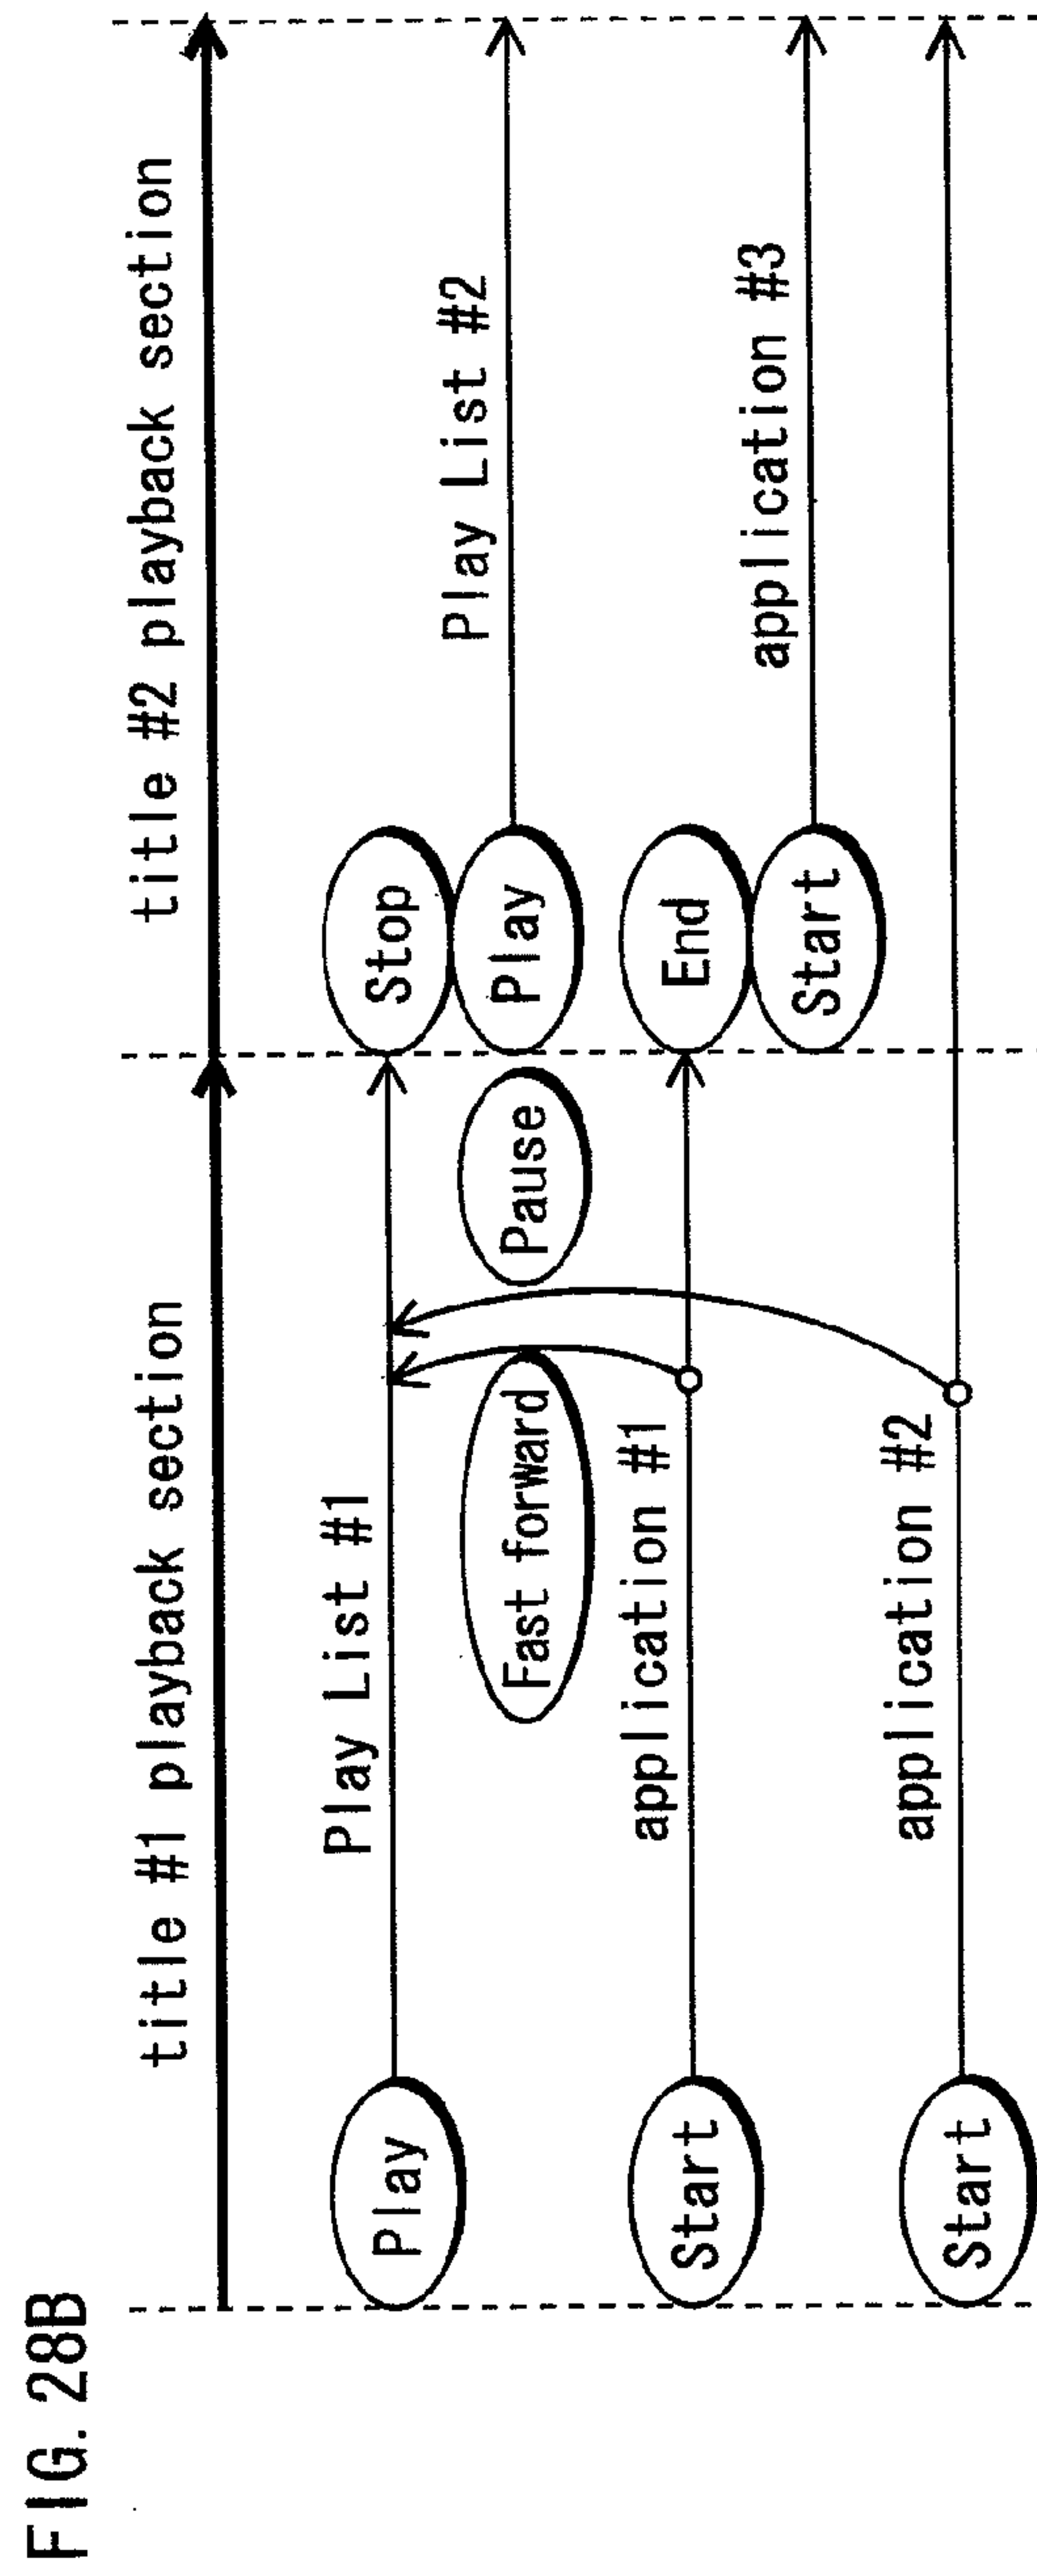 FIG. 28B
title #1 playback section
title #2 playback section
Play
Play List #1
Stop
Play
Play List #2
Fast forward
Pause
Start
application #1
End
Start
application #3
Start
application #2